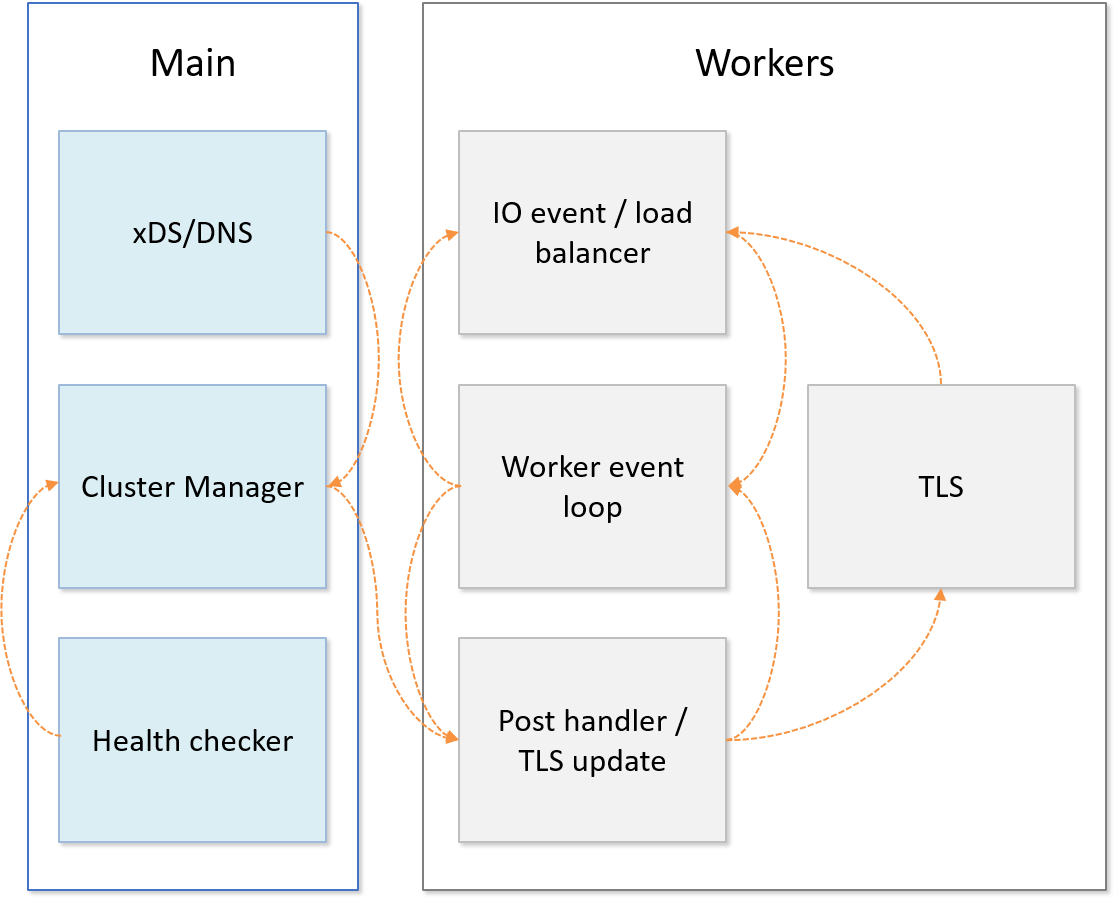 Main
xDS/DNS
Cluster Manager
Health checker
Workers
IO event / load
balancer
Worker event
loop
TLS
Post handler /
TLS update